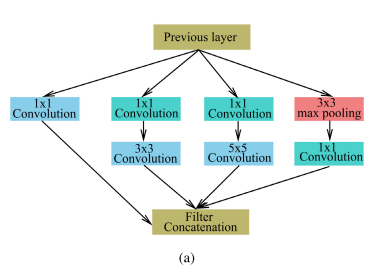 Previous layer
1x1
Convolution
1x1
Convolution
1x1
Convolution
3x3
max pooling
3x3
Convolution
5x5
Convolution
1x1
Convolution
Filter
Concatenation
(a)